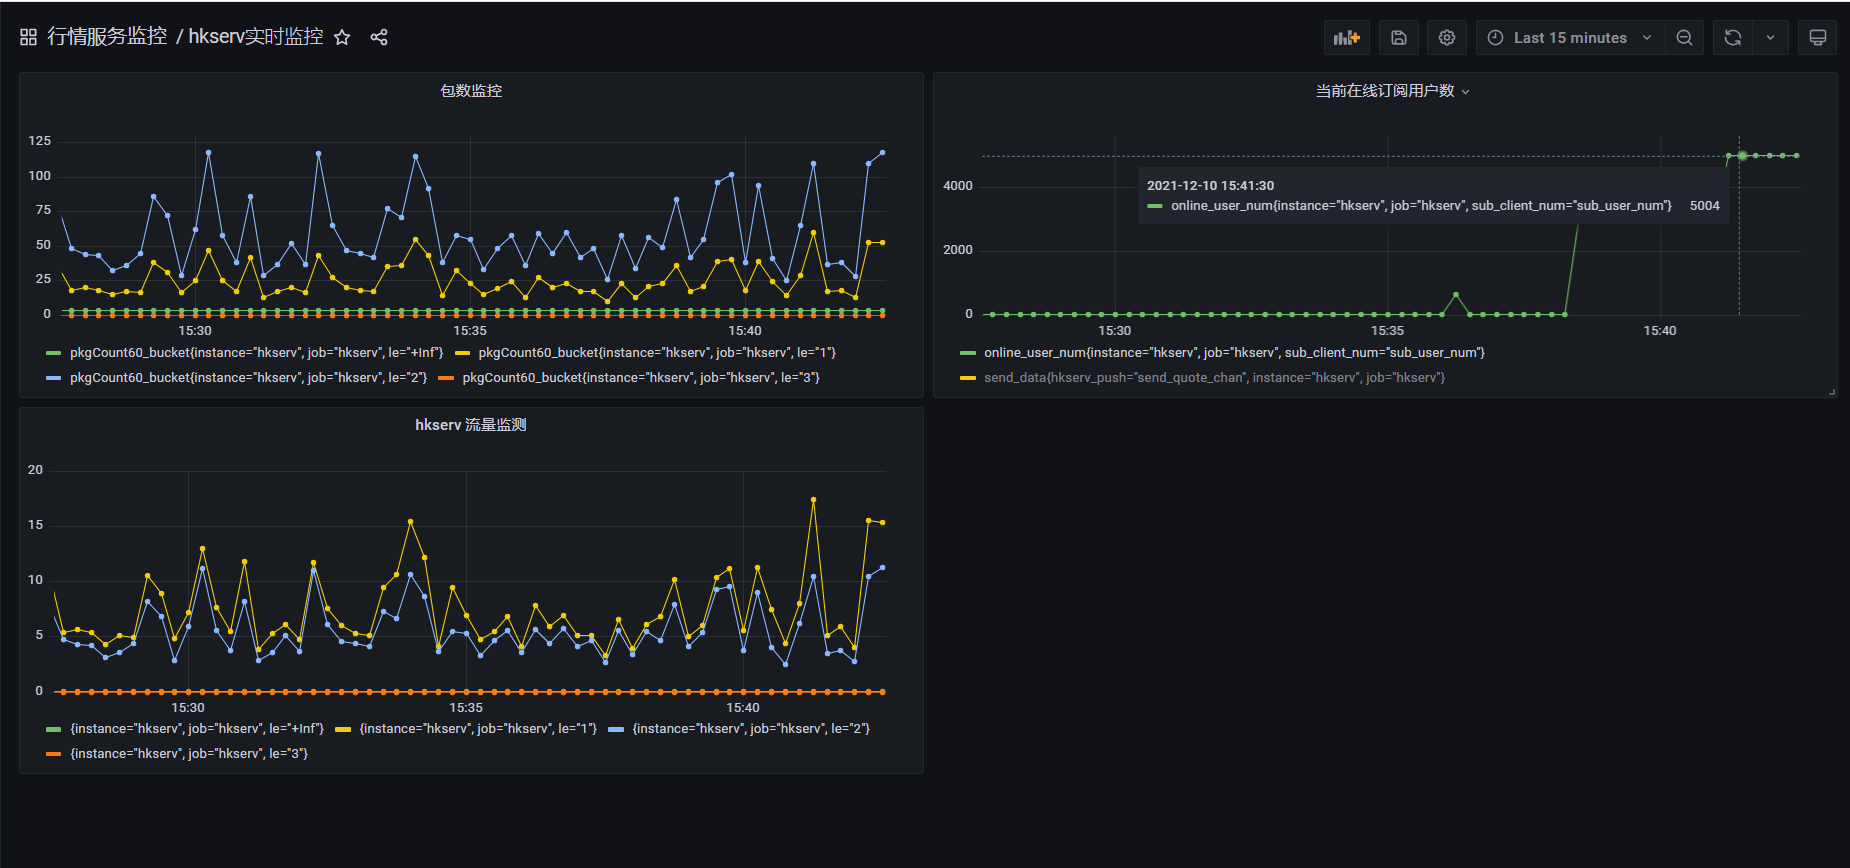 行情服务监控 / hkserv实时监控
Last 15 minutes
包数监控
125
100
75
50
25
0
15:30 15:35 15:40
pkgCount60_bucket{instance="hkserv", job="hkserv", le="+Inf"} pkgCount60_bucket{instance="hkserv", job="hkserv", le="1"}
pkgCount60_bucket{instance="hkserv", job="hkserv", le="2"} pkgCount60_bucket{instance="hkserv", job="hkserv", le="3"}
当前在线订阅用户数
4000
2000
0
2021-12-10 15:41:30
online_user_num{instance="hkserv", job="hkserv", sub_client_num="sub_user_num"} 5004
15:30 15:35 15:40
online_user_num{instance="hkserv", job="hkserv", sub_client_num="sub_user_num"}
send_data{hkserv_push="send_quote_chan", instance="hkserv", job="hkserv"}
hkserv 流量监测
20
15
10
5
0
15:30 15:35 15:40
{instance="hkserv", job="hkserv", le="+Inf"} {instance="hkserv", job="hkserv", le="1"} {instance="hkserv", job="hkserv", le="2"}
{instance="hkserv", job="hkserv", le="3"}